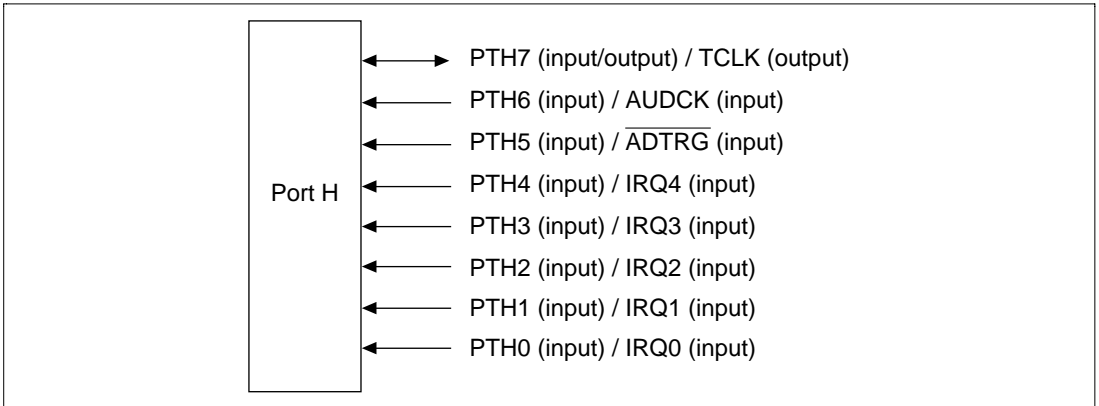 PTH7 (input/output) / TCLK (output)
PTH6 (input) / AUDCK (input)
PTH5 (input) / A̅D̅T̅R̅G̅ (input)
Port H
PTH4 (input) / IRQ4 (input)
PTH3 (input) / IRQ3 (input)
PTH2 (input) / IRQ2 (input)
PTH1 (input) / IRQ1 (input)
PTH0 (input) / IRQ0 (input)